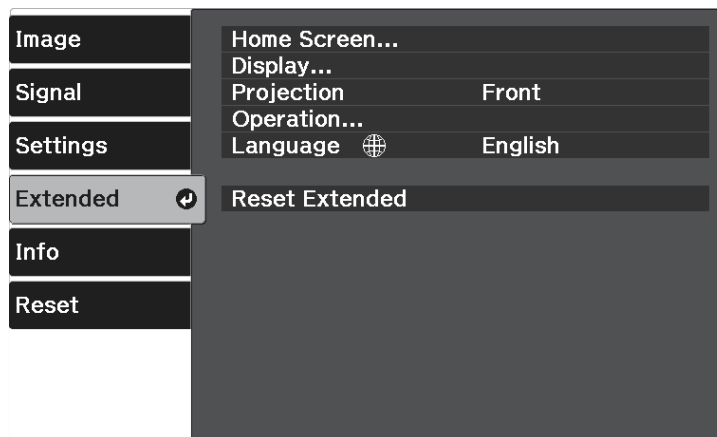 Image
Signal
Settings
Extended
Info
Reset
Home Screen...
Display...
Projection Front
Operation...
Language English
Reset Extended